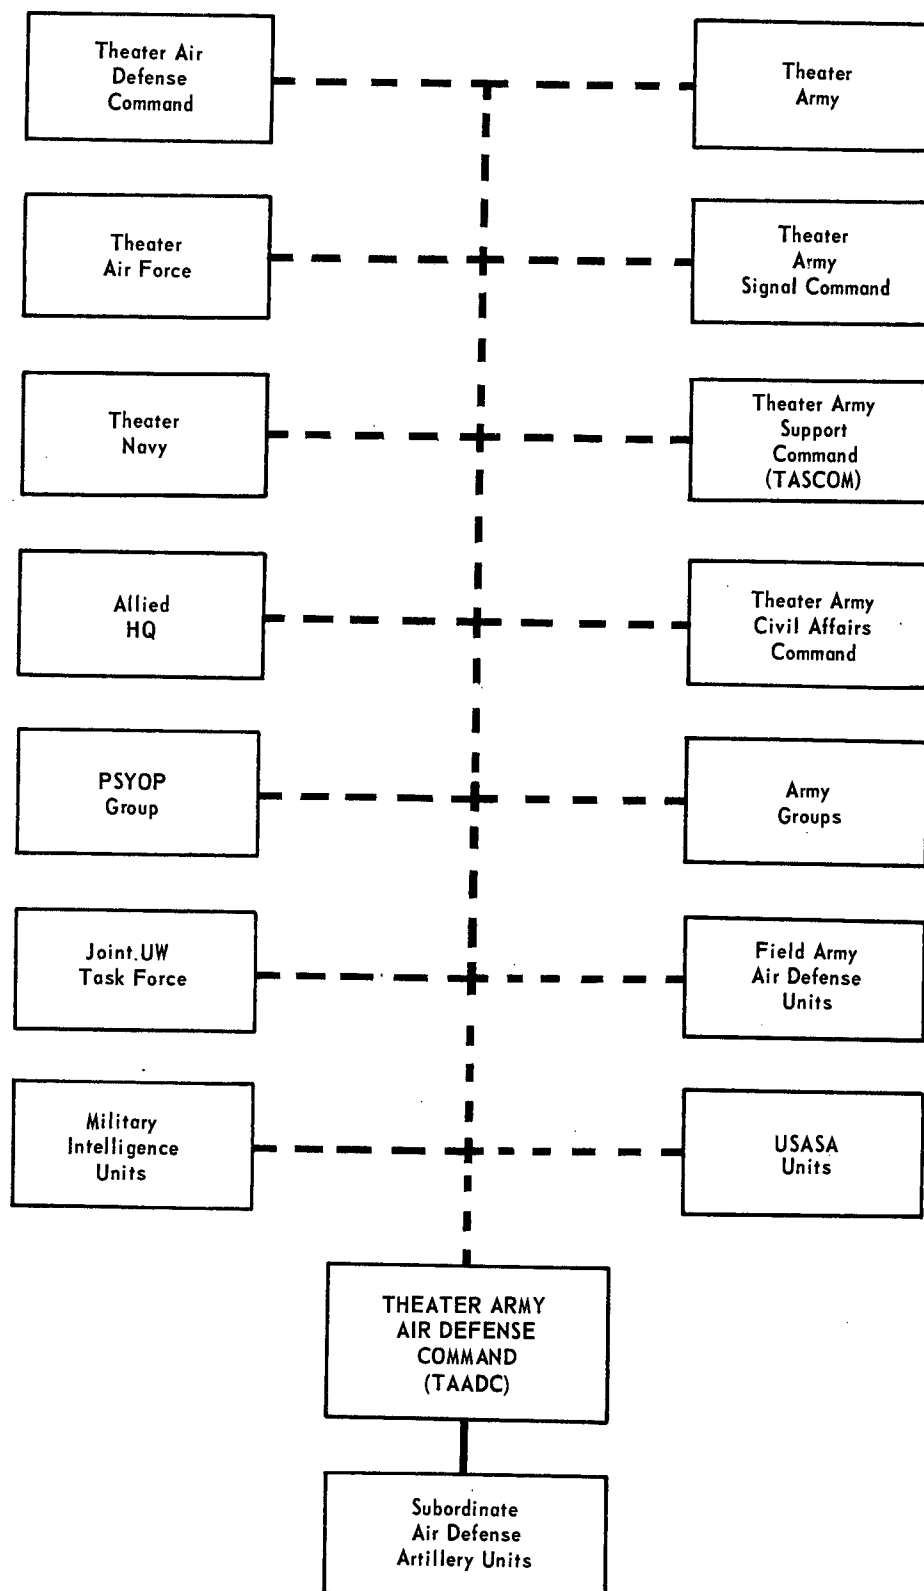 Theater Air
Defense
Command
Theater
Army
Theater
Air Force
Theater
Army
Signal Command
Theater
Navy
Theater Army
Support
Command
(TASCOM)
Allied
HQ
Theater Army
Civil Affairs
Command
PSYOP
Group
Army
Groups
Joint.UW
Task Force
Field Army
Air Defense
Units
Military
Intelligence
Units
USASA
Units
THEATER ARMY
AIR DEFENSE
COMMAND
(TAADC)
Subordinate
Air Defense
Artillery Units